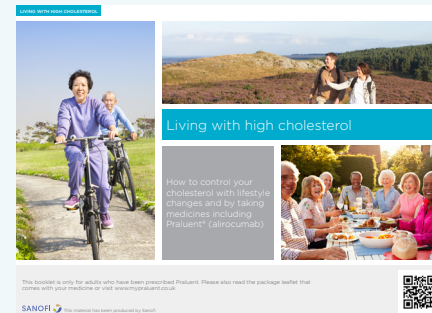 LIVING WITH HIGH CHOLESTEROL
Living with high cholesterol
How to control your
cholesterol with lifestyle
changes and by taking
medicines including
Praluent® (alirocumab)
This booklet is only for adults who have been prescribed Praluent. Please also read the package leaflet that
comes with your medicine or visit www.mypraluent.co.uk
SANOFI This material has been produced by Sanofi